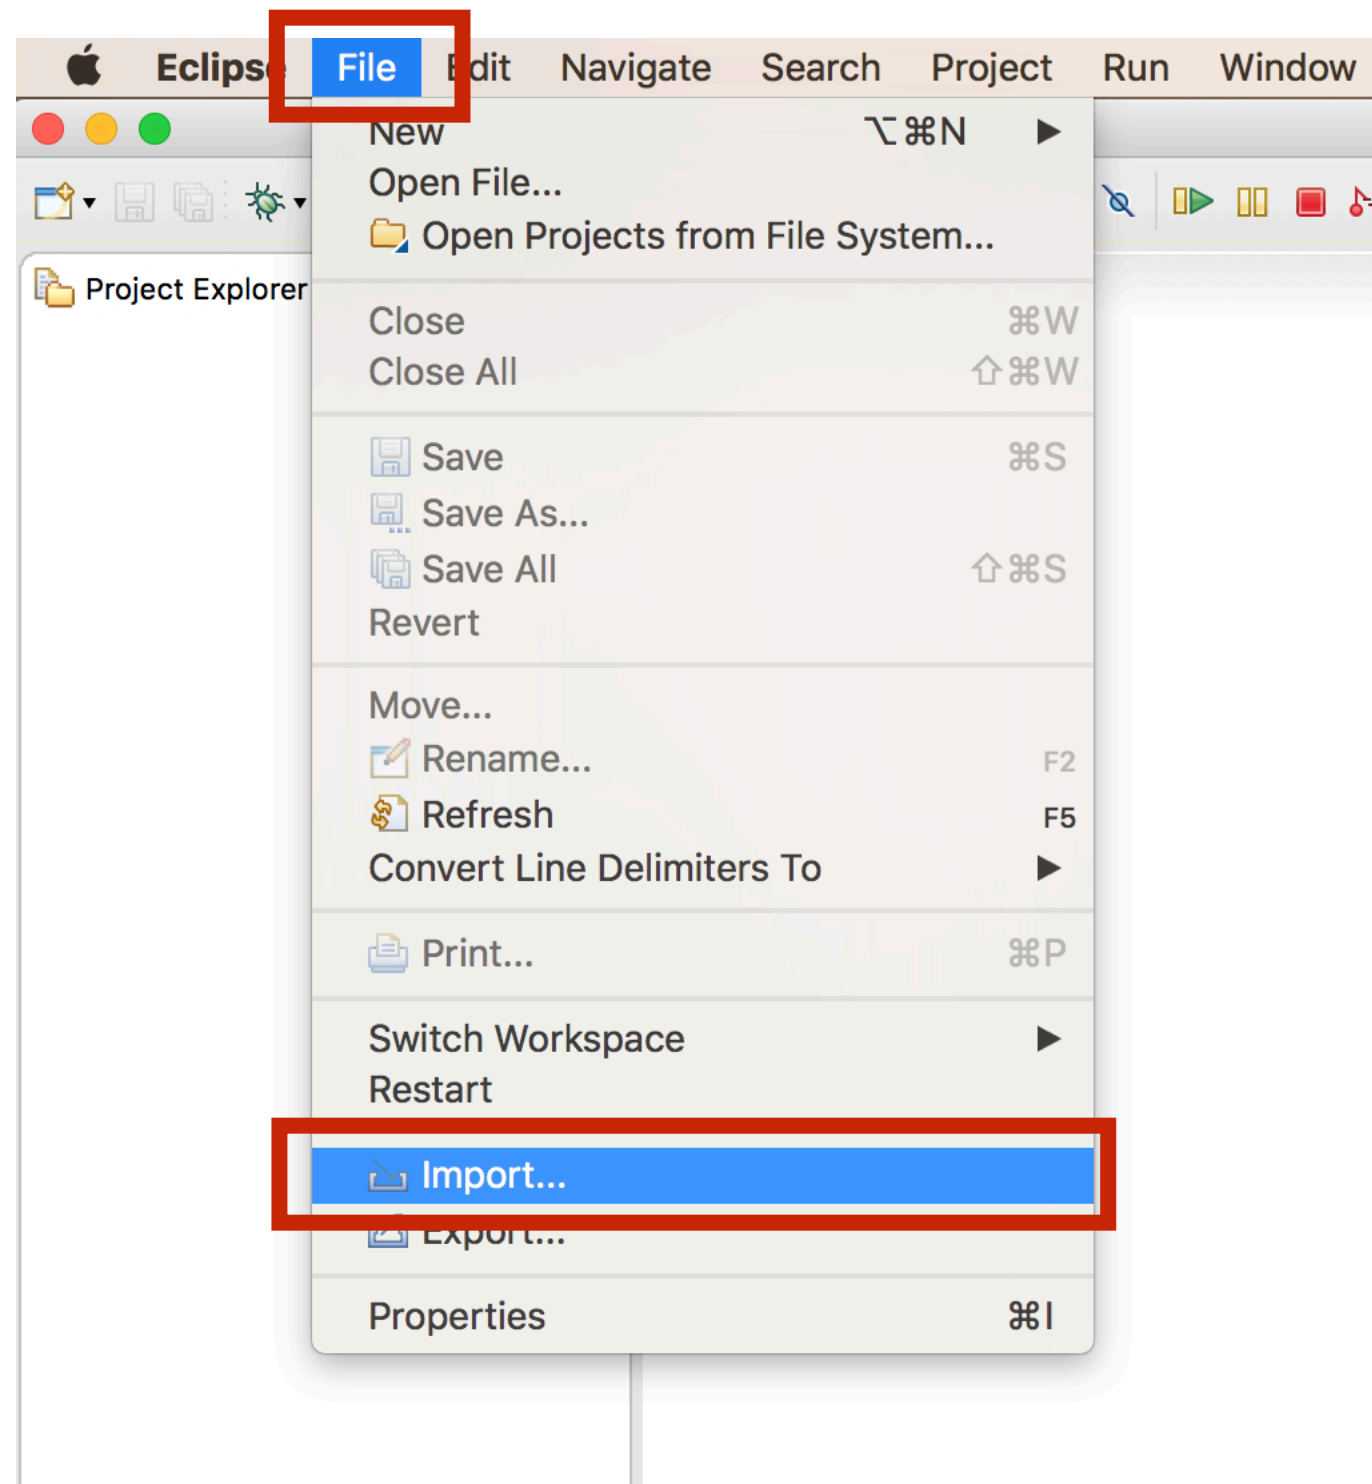 Eclipse File Edit Navigate Search Project Run Window
New ⌥⌘N ▶
Open File...
Open Projects from File System...
Project Explorer
Close ⌘W
Close All ⇧⌘W
Save ⌘S
Save As...
Save All ⇧⌘S
Revert
Move...
Rename... F2
Refresh F5
Convert Line Delimiters To ▶
Print... ⌘P
Switch Workspace ▶
Restart
Import...
Export...
Properties ⌘I